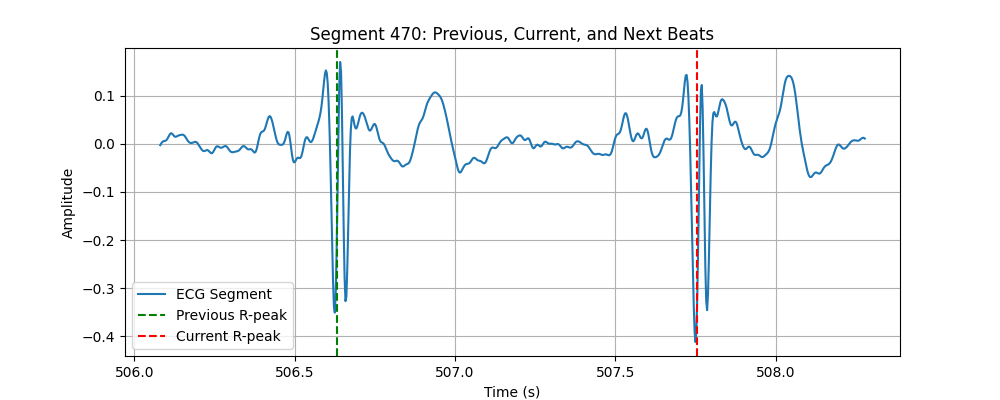 Segment 470: Previous, Current, and Next Beats
Amplitude
0.1
0.0
−0.1
−0.2
−0.3
−0.4
ECG Segment
Previous R-peak
Current R-peak
506.0 506.5 507.0 507.5 508.0
Time (s)